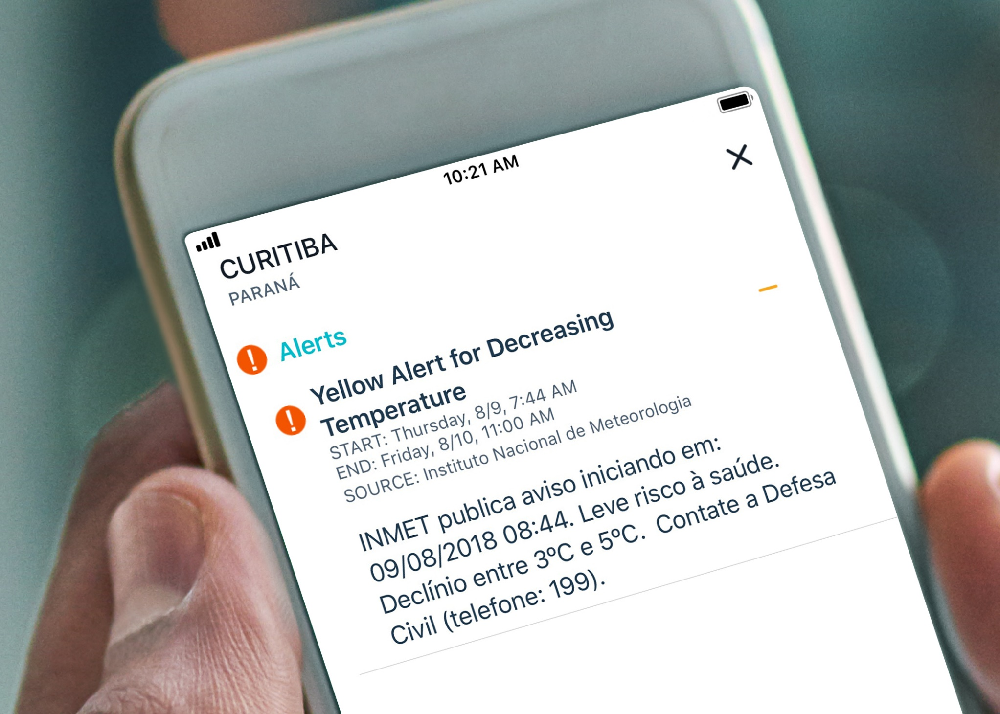 10:21 AM
CURITIBA
PARANÁ
Alerts
Yellow Alert for Decreasing
Temperature
START: Thursday, 8/9, 7:44 AM
END: Friday, 8/10, 11:00 AM
SOURCE: Instituto Nacional de Meteorologia
INMET publica aviso iniciando em:
09/08/2018 08:44. Leve risco à saúde.
Declínio entre 3ºC e 5ºC. Contate a Defesa
Civil (telefone: 199).